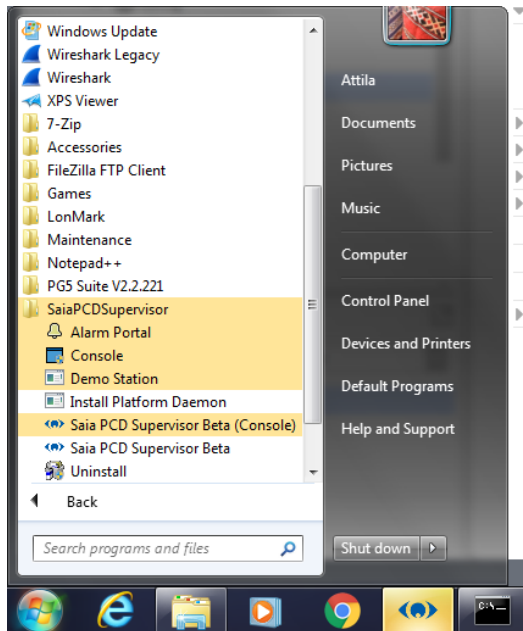 Windows Update
Wireshark Legacy
Wireshark
XPS Viewer
7-Zip
Accessories
FileZilla FTP Client
Games
LonMark
Maintenance
Notepad++
PG5 Suite V2.2.221
SaiaPCDSupervisor
Alarm Portal
Console
Demo Station
Install Platform Daemon
Saia PCD Supervisor Beta (Console)
Saia PCD Supervisor Beta
Uninstall
Back
Search programs and files
Attila
Documents
Pictures
Music
Computer
Control Panel
Devices and Printers
Default Programs
Help and Support
Shut down
C:\